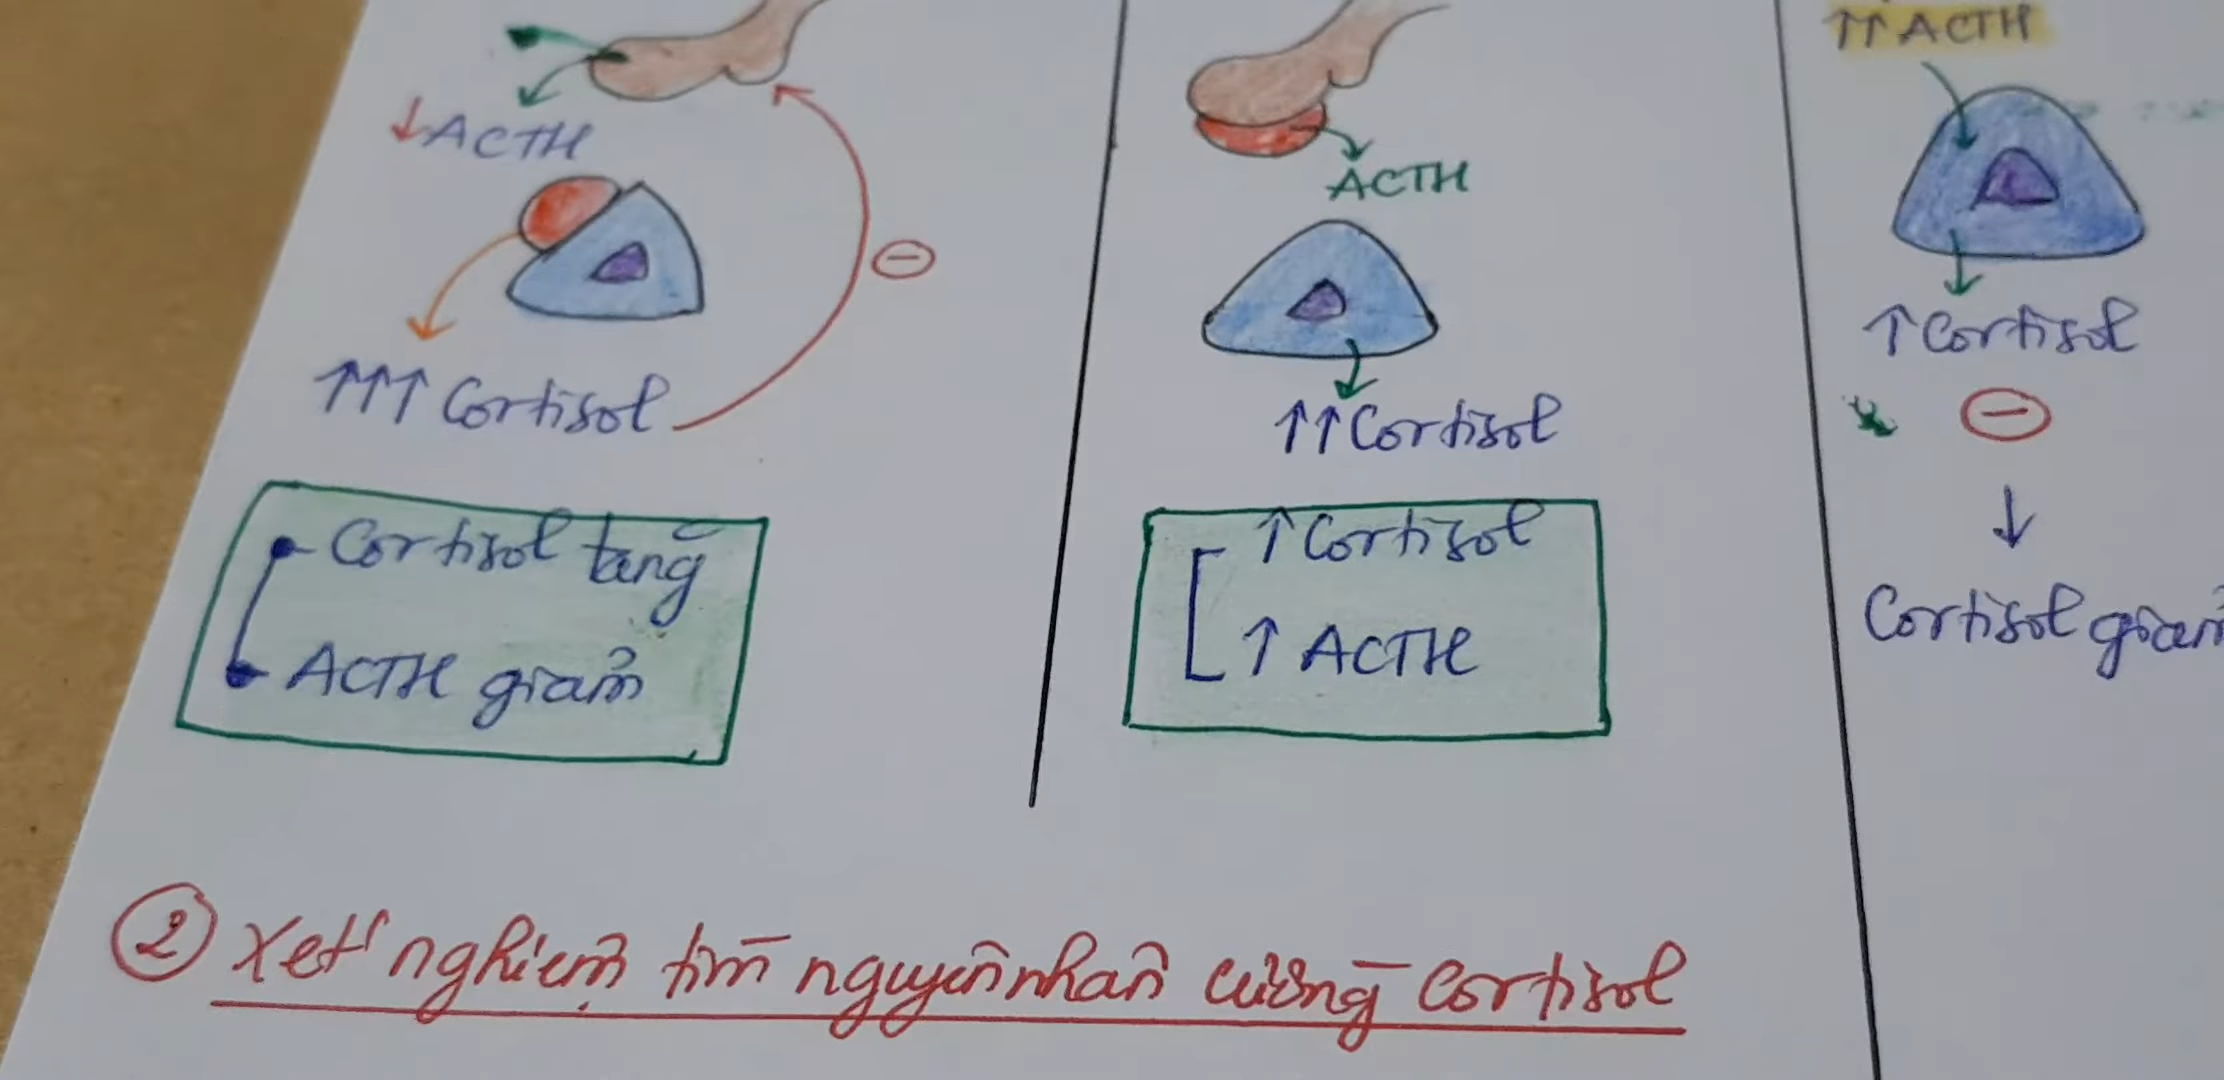 ↓ACTH
↑↑↑ Cortisol
Cortisol tăng
ACTH giảm
ACTH
↑↑Cortisol
↑Cortisol
↑ ACTH
↑↑ ACTH
↑Cortisol
Cortisol giảm
② Xét nghiệm tìm nguyên nhân cường Cortisol